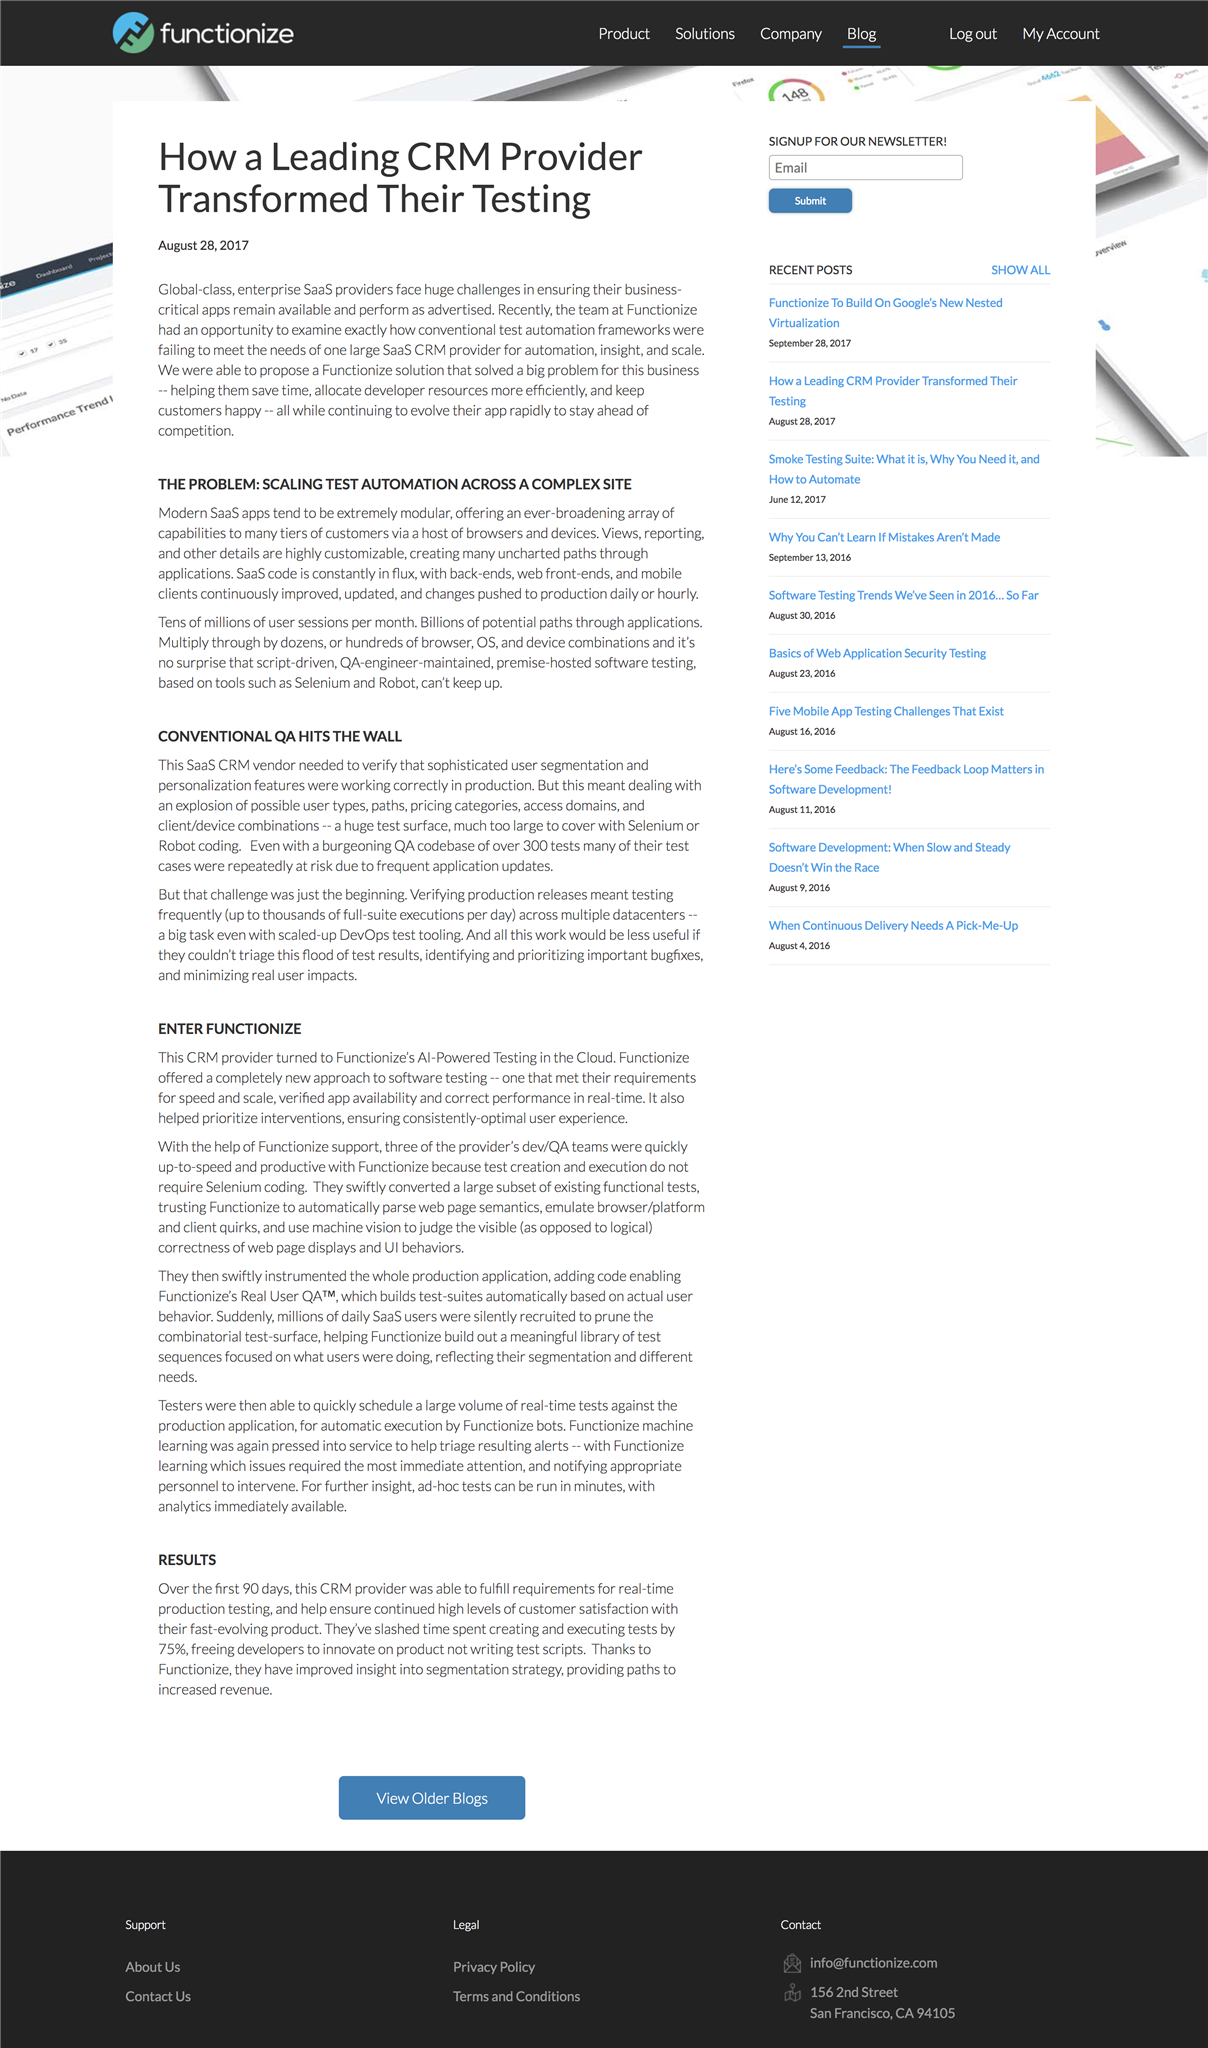 functionize
Product Solutions Company Blog Log out My Account
Firefox
148
4662
Dashboard
17 35
No Data
overview
How a Leading CRM Provider
Transformed Their Testing
August 28, 2017
Global-class, enterprise SaaS providers face huge challenges in ensuring their business-
critical apps remain available and perform as advertised. Recently, the team at Functionize
had an opportunity to examine exactly how conventional test automation frameworks were
failing to meet the needs of one large SaaS CRM provider for automation, insight, and scale.
We were able to propose a Functionize solution that solved a big problem for this business
-- helping them save time, allocate developer resources more efficiently, and keep
customers happy -- all while continuing to evolve their app rapidly to stay ahead of
competition.
THE PROBLEM: SCALING TEST AUTOMATION ACROSS A COMPLEX SITE
Modern SaaS apps tend to be extremely modular, offering an ever-broadening array of
capabilities to many tiers of customers via a host of browsers and devices. Views, reporting,
and other details are highly customizable, creating many uncharted paths through
applications. SaaS code is constantly in flux, with back-ends, web front-ends, and mobile
clients continuously improved, updated, and changes pushed to production daily or hourly.
Tens of millions of user sessions per month. Billions of potential paths through applications.
Multiply through by dozens, or hundreds of browser, OS, and device combinations and it's
no surprise that script-driven, QA-engineer-maintained, premise-hosted software testing,
based on tools such as Selenium and Robot, can't keep up.
CONVENTIONAL QA HITS THE WALL
This SaaS CRM vendor needed to verify that sophisticated user segmentation and
personalization features were working correctly in production. But this meant dealing with
an explosion of possible user types, paths, pricing categories, access domains, and
client/device combinations -- a huge test surface, much too large to cover with Selenium or
Robot coding. Even with a burgeoning QA codebase of over 300 tests many of their test
cases were repeatedly at risk due to frequent application updates.
But that challenge was just the beginning. Verifying production releases meant testing
frequently (up to thousands of full-suite executions per day) across multiple datacenters --
a big task even with scaled-up DevOps test tooling. And all this work would be less useful if
they couldn't triage this flood of test results, identifying and prioritizing important bugfixes,
and minimizing real user impacts.
ENTER FUNCTIONIZE
This CRM provider turned to Functionize's AI-Powered Testing in the Cloud. Functionize
offered a completely new approach to software testing -- one that met their requirements
for speed and scale, verified app availability and correct performance in real-time. It also
helped prioritize interventions, ensuring consistently-optimal user experience.
With the help of Functionize support, three of the provider's dev/QA teams were quickly
up-to-speed and productive with Functionize because test creation and execution do not
require Selenium coding. They swiftly converted a large subset of existing functional tests,
trusting Functionize to automatically parse web page semantics, emulate browser/platform
and client quirks, and use machine vision to judge the visible (as opposed to logical)
correctness of web page displays and UI behaviors.
They then swiftly instrumented the whole production application, adding code enabling
Functionize's Real User QA™, which builds test-suites automatically based on actual user
behavior. Suddenly, millions of daily SaaS users were silently recruited to prune the
combinatorial test-surface, helping Functionize build out a meaningful library of test
sequences focused on what users were doing, reflecting their segmentation and different
needs.
Testers were then able to quickly schedule a large volume of real-time tests against the
production application, for automatic execution by Functionize bots. Functionize machine
learning was again pressed into service to help triage resulting alerts -- with Functionize
learning which issues required the most immediate attention, and notifying appropriate
personnel to intervene. For further insight, ad-hoc tests can be run in minutes, with
analytics immediately available.
RESULTS
Over the first 90 days, this CRM provider was able to fulfill requirements for real-time
production testing, and help ensure continued high levels of customer satisfaction with
their fast-evolving product. They've slashed time spent creating and executing tests by
75%, freeing developers to innovate on product not writing test scripts. Thanks to
Functionize, they have improved insight into segmentation strategy, providing paths to
increased revenue.
View Older Blogs
SIGNUP FOR OUR NEWSLETTER!
Email
Submit
RECENT POSTS SHOW ALL
Functionize To Build On Google's New Nested
Virtualization
September 28, 2017
How a Leading CRM Provider Transformed Their
Testing
August 28, 2017
Smoke Testing Suite: What it is, Why You Need it, and
How to Automate
June 12, 2017
Why You Can't Learn If Mistakes Aren't Made
September 13, 2016
Software Testing Trends We've Seen in 2016... So Far
August 30, 2016
Basics of Web Application Security Testing
August 23, 2016
Five Mobile App Testing Challenges That Exist
August 16, 2016
Here's Some Feedback: The Feedback Loop Matters in
Software Development!
August 11, 2016
Software Development: When Slow and Steady
Doesn't Win the Race
August 9, 2016
When Continuous Delivery Needs A Pick-Me-Up
August 4, 2016
Support
About Us
Contact Us
Legal
Privacy Policy
Terms and Conditions
Contact
info@functionize.com
156 2nd Street
San Francisco, CA 94105